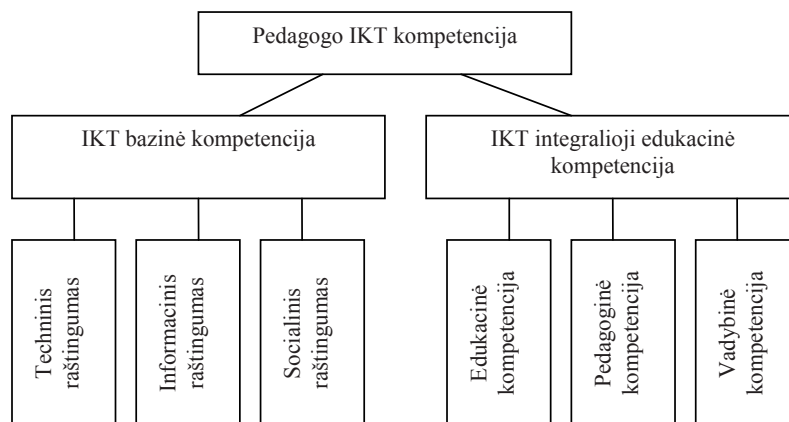 Pedagogo IKT kompetencija
IKT bazinė kompetencija
IKT integralioji edukacinė
kompetencija
Techninis
raštingumas
Informacinis
raštingumas
Socialinis
raštingumas
Edukacinė
kompetencija
Pedagoginė
kompetencija
Vadybinė
kompetencija